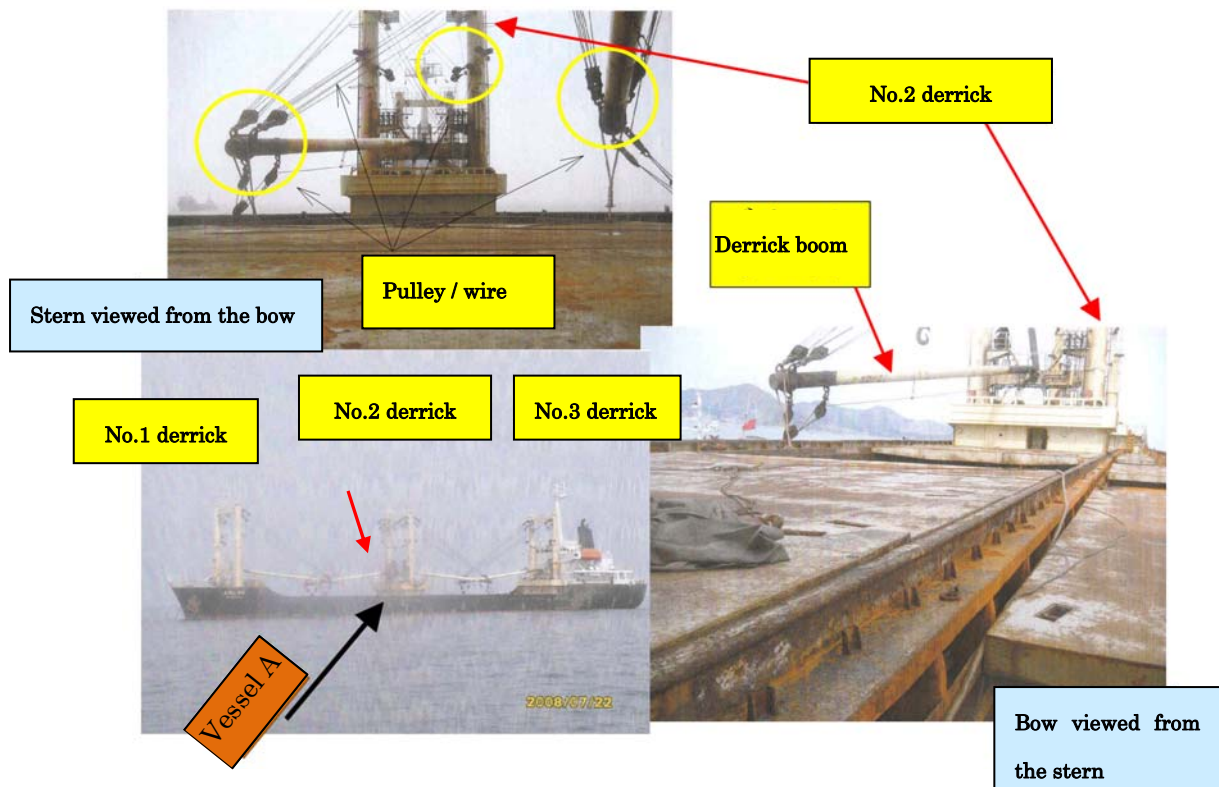 No.2 derrick
Derrick boom
Pulley / wire
Stern viewed from the bow
No.1 derrick
No.2 derrick
No.3 derrick
Vessel A
2008/07/22
Bow viewed from
the stern